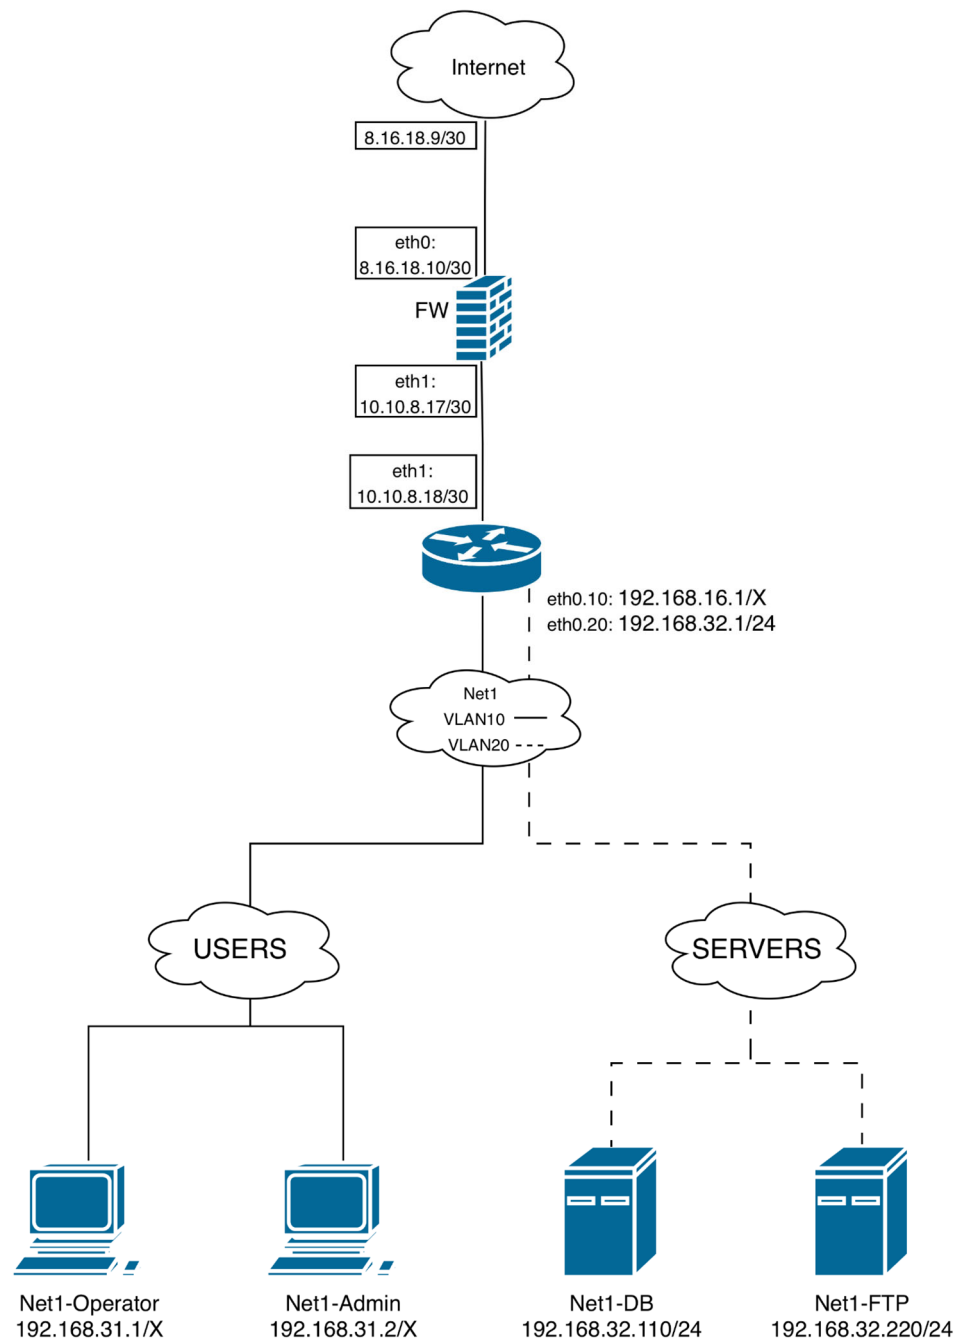 Internet
8.16.18.9/30
eth0:
8.16.18.10/30
FW
eth1:
10.10.8.17/30
eth1:
10.10.8.18/30
eth0.10: 192.168.16.1/X
eth0.20: 192.168.32.1/24
Net1
VLAN10
VLAN20
USERS
SERVERS
Net1-Operator
192.168.31.1/X
Net1-Admin
192.168.31.2/X
Net1-DB
192.168.32.110/24
Net1-FTP
192.168.32.220/24